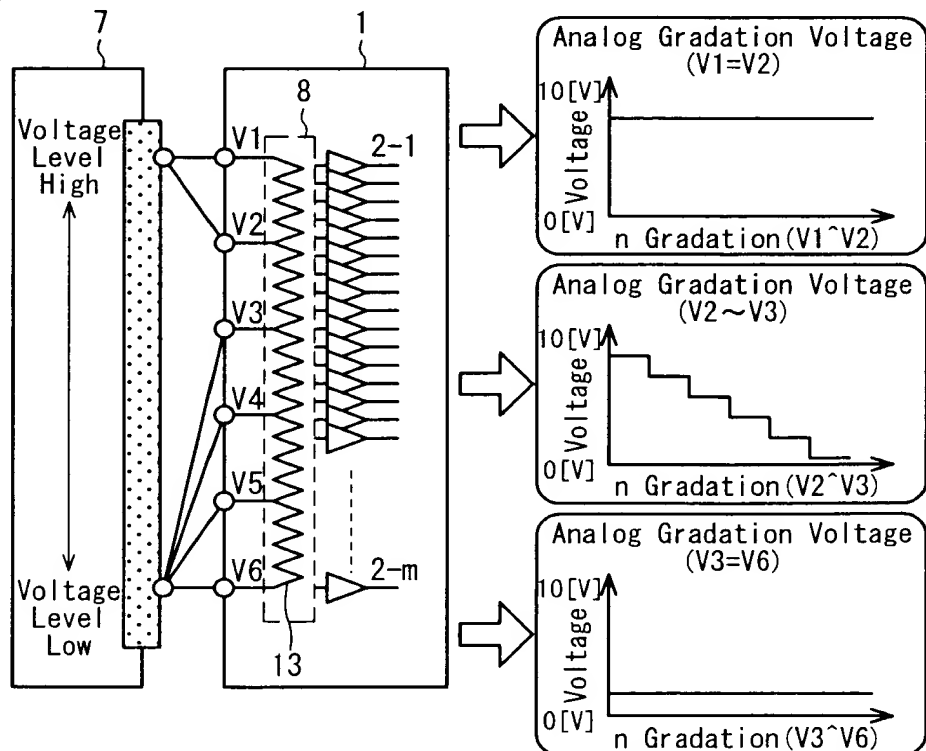 7
1
8
Voltage
Level
High
Voltage
Level
Low
V1
V2
V3
V4
V5
V6
2-1
2-m
13
Analog Gradation Voltage
(V1=V2)
10[V]
Voltage
0[V]
n Gradation(V1^V2)
Analog Gradation Voltage
(V2～V3)
10[V]
Voltage
0[V]
n Gradation(V2^V3)
Analog Gradation Voltage
(V3=V6)
10[V]
Voltage
0[V]
n Gradation(V3^V6)